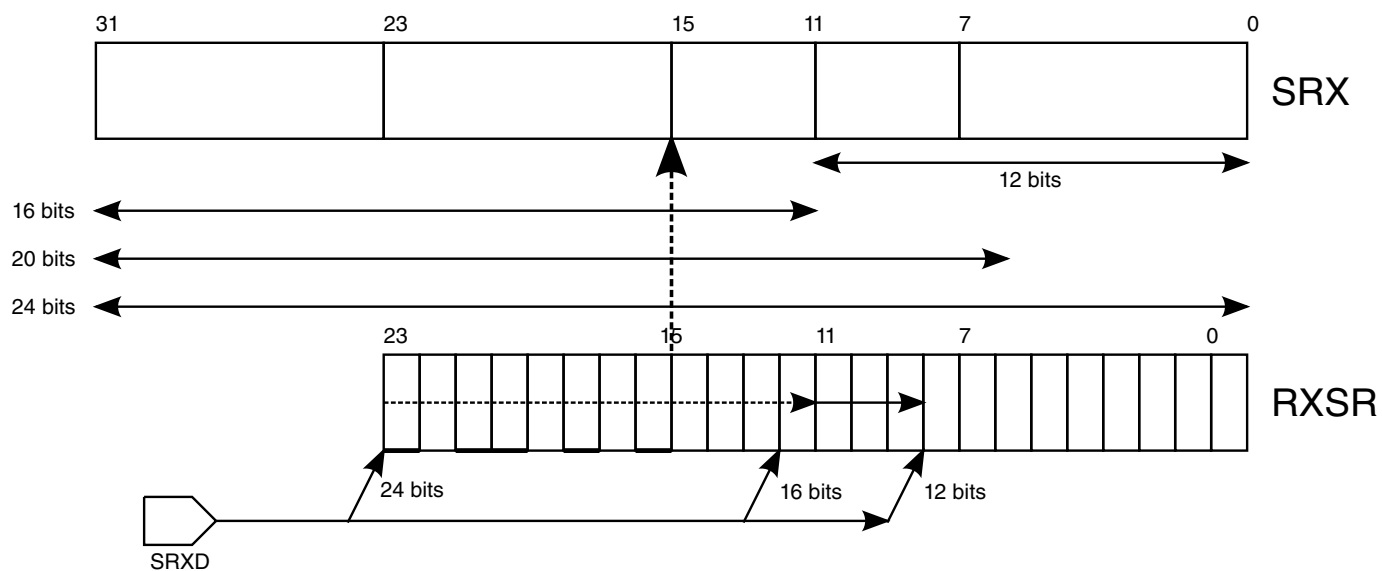 31 23 15 11 7 0
SRX
12 bits
16 bits
20 bits
24 bits
23 15 11 7 0
RXSR
24 bits 16 bits 12 bits
SRXD